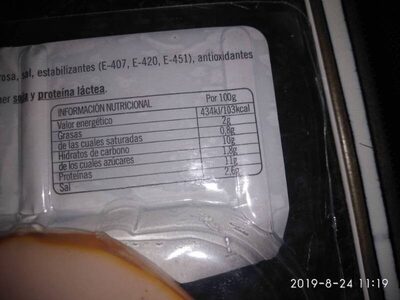 rosa, sal, estabilizantes (E-407, E-420, E-451), antioxidantes
ner soja y proteína láctea.
INFORMACIÓN NUTRICIONAL Por 100g
Valor energético 434kJ/103kcal
Grasas 2g
de las cuales saturadas 0,8g
Hidratos de carbono 10g
de los cuales azúcares 1,8g
Proteínas 11g
Sal 2,6g
2019-8-24 11:19